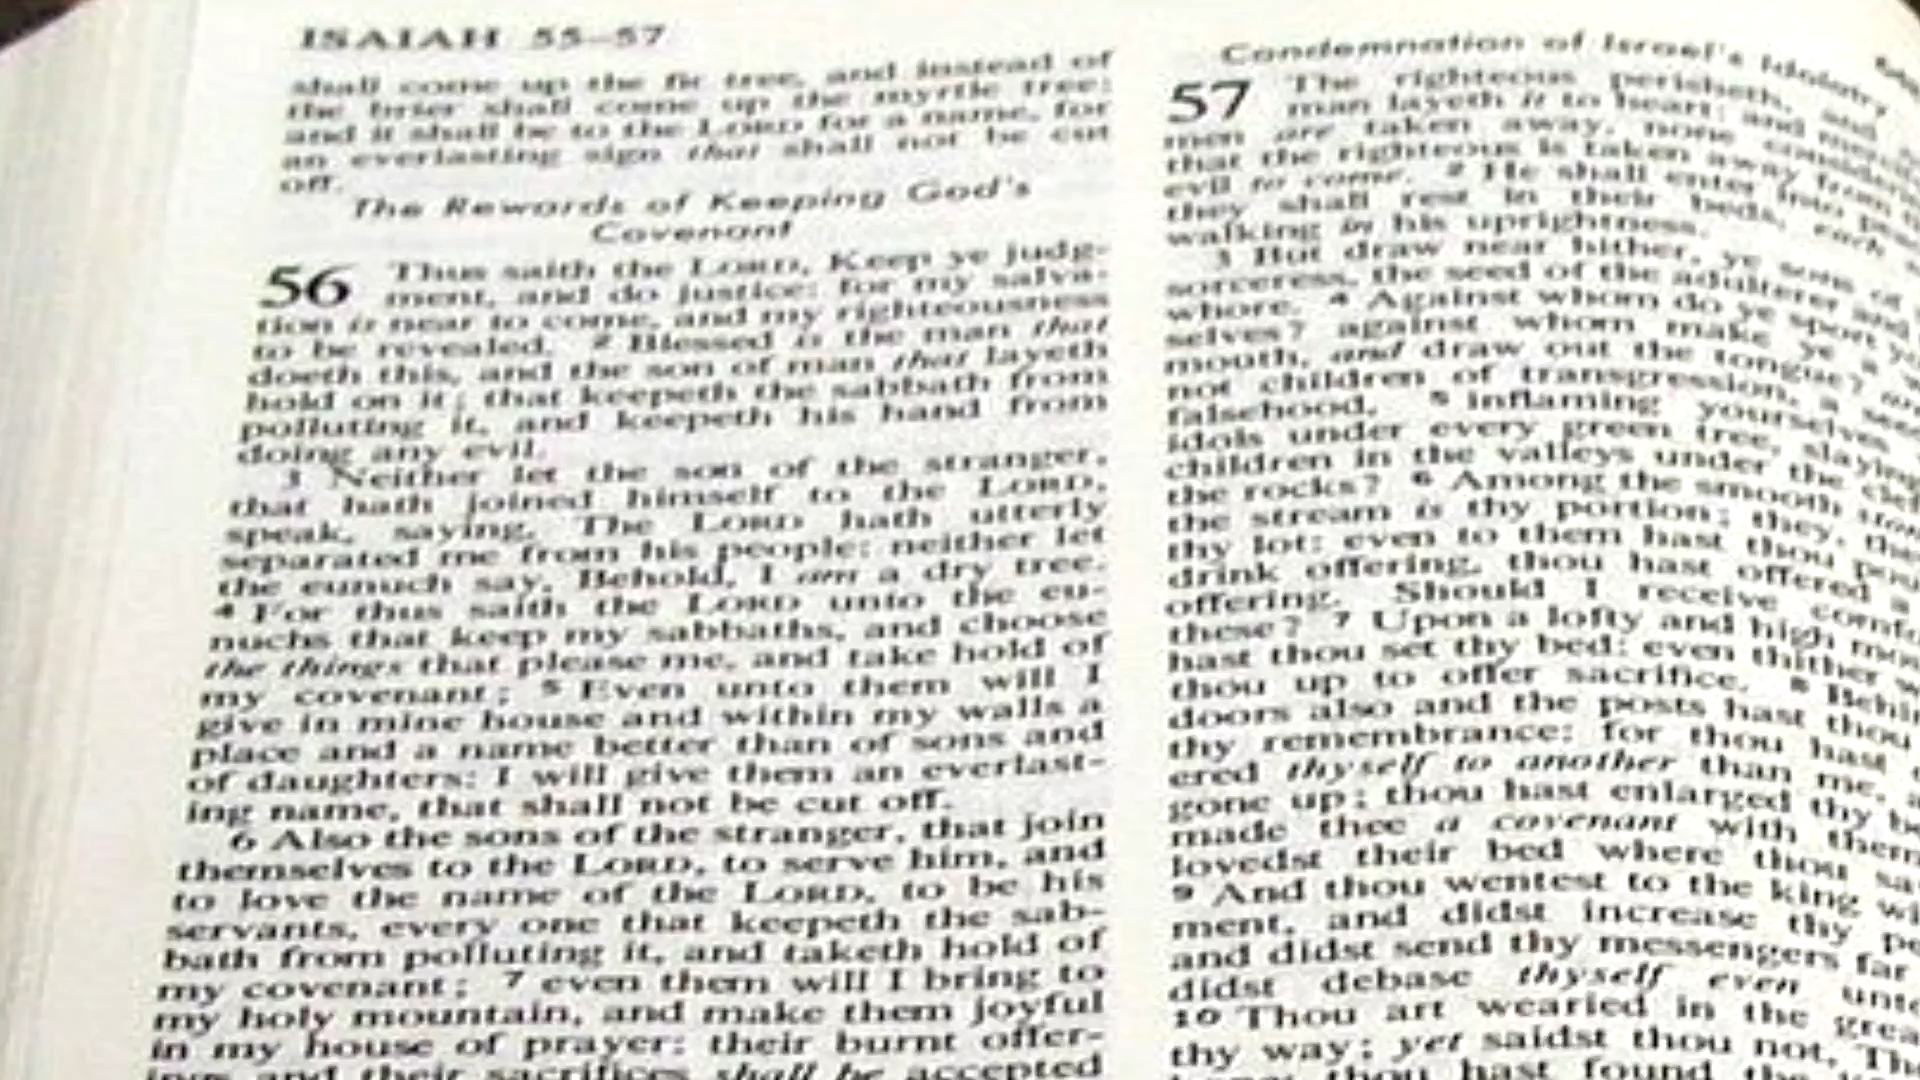 ISAIAH 55–57
shall come up the fir tree, and instead of
the brier shall come up the myrtle tree:
and it shall be to the LORD for a name, for
an everlasting sign that shall not be cut
off.
The Rewards of Keeping God's
Covenant
56 Thus saith the LORD, Keep ye judg-
ment, and do justice: for my salva-
tion is near to come, and my righteousness
to be revealed. 2 Blessed is the man that
doeth this, and the son of man that layeth
hold on it; that keepeth the sabbath from
polluting it, and keepeth his hand from
doing any evil.
3 Neither let the son of the stranger,
that hath joined himself to the LORD,
speak, saying, The LORD hath utterly
separated me from his people: neither let
the eunuch say, Behold, I am a dry tree.
4 For thus saith the LORD unto the eu-
nuchs that keep my sabbaths, and choose
the things that please me, and take hold of
my covenant; 5 Even unto them will I
give in mine house and within my walls a
place and a name better than of sons and
of daughters: I will give them an everlast-
ing name, that shall not be cut off.
6 Also the sons of the stranger, that join
themselves to the LORD, to serve him, and
to love the name of the LORD, to be his
servants, every one that keepeth the sab-
bath from polluting it, and taketh hold of
my covenant; 7 even them will I bring to
my holy mountain, and make them joyful
in my house of prayer: their burnt offer-
ings and their sacrifices shall be accepted
Condemnation of Israel's Idolatry
57 The righteous perisheth, and
man layeth it to heart: and
men are taken away, none
that the righteous is taken away from
evil to come. 2 He shall enter into
they shall rest in their beds, each
walking in his uprightness.
3 But draw near hither, ye sons of
sorceress, the seed of the adulterer and
whore. 4 Against whom do ye sport
selves? against whom make ye a
mouth, and draw out the tongue?
not children of transgression, a
falsehood, 5 Inflaming yourselves
idols under every green tree, slaying
children in the valleys under the
the rocks? 6 Among the smooth
the stream is thy portion; they,
thy lot: even to them hast thou
drink offering, thou hast offered a
offering. Should I receive
these? 7 Upon a lofty and high
hast thou set thy bed: even thither
thou up to offer sacrifice. 8
doors also and the posts hast thou
thy remembrance: for thou hast
ered thyself to another than me,
gone up; thou hast enlarged thy
made thee a covenant with them
lovedst their bed where thou
9 And thou wentest to the king
ment, and didst increase thy
and didst send thy messengers far
didst debase thyself even
10 Thou art wearied in the
thy way; yet saidst thou not,
thou hast found the